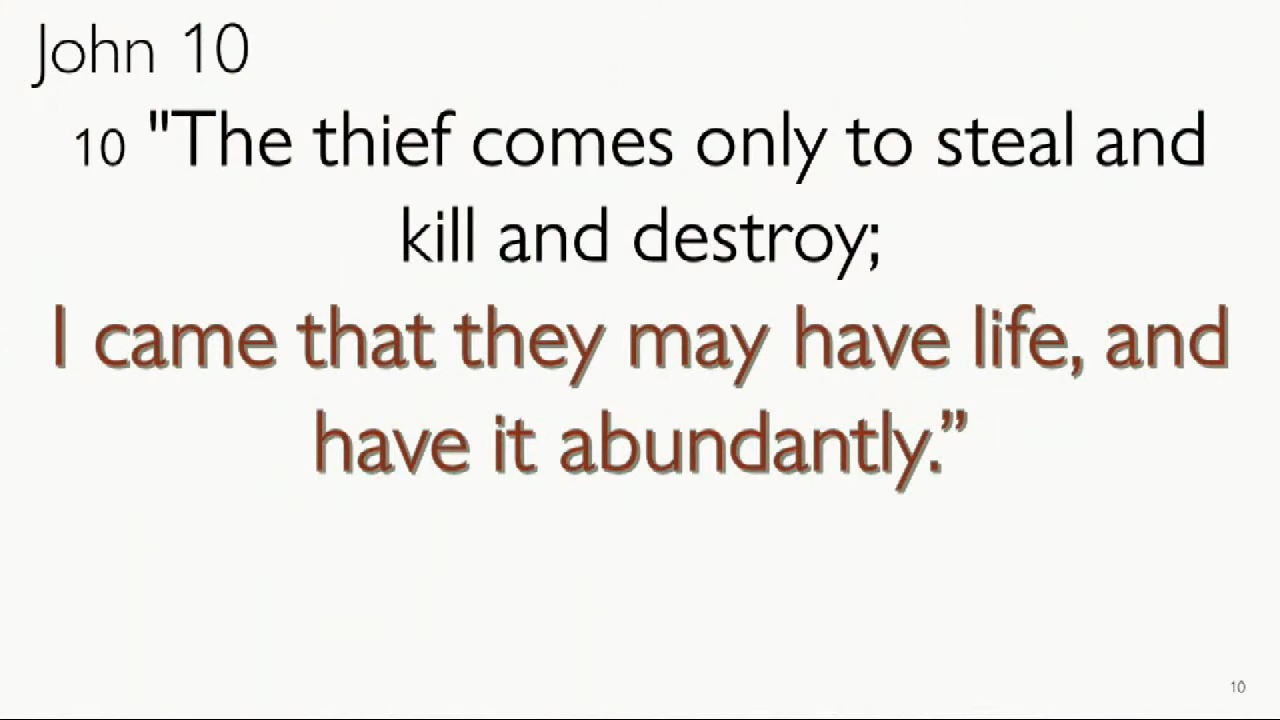 John 10
10 "The thief comes only to steal and
kill and destroy;
I came that they may have life, and
have it abundantly.”
10